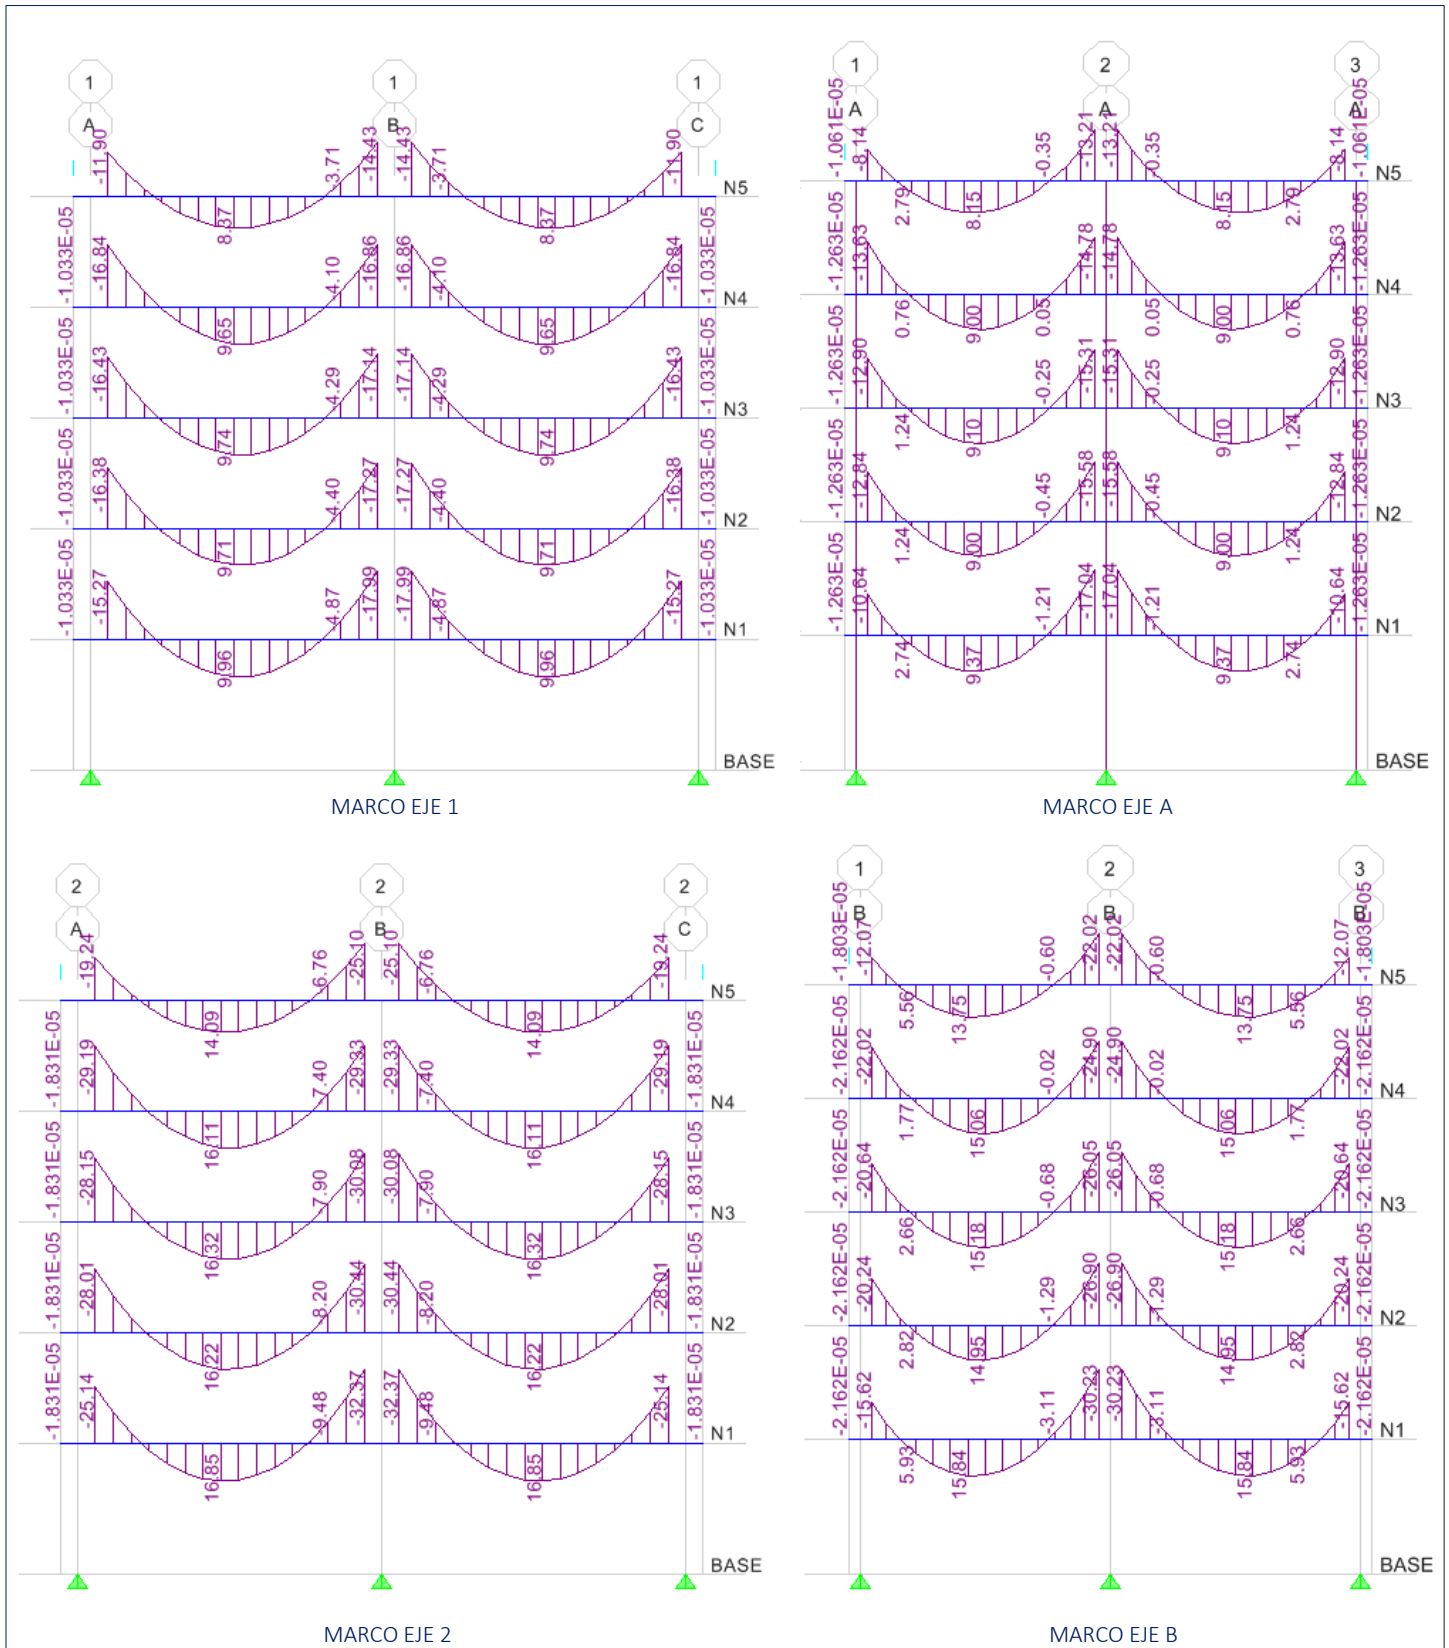 1 1 1
A B C
-11.90 -3.71 -14.43 -14.43 -3.71 -11.90
N5
8.37 8.37
-1.033E-05 -16.84 -4.10 -16.86 -16.86 -4.10 -16.84 -1.033E-05
N4
9.65 9.65
-1.033E-05 -16.43 -4.29 -17.14 -17.14 -4.29 -16.43 -1.033E-05
N3
9.74 9.74
-1.033E-05 -16.38 -4.40 -17.27 -17.27 -4.40 -16.38 -1.033E-05
N2
9.71 9.71
-1.033E-05 -15.27 -4.87 -17.99 -17.99 -4.87 -15.27 -1.033E-05
N1
9.96 9.96
BASE
MARCO EJE 1
1 2 3
A A A
-1.061E-05 -8.14 -0.35 -13.21 -13.21 -0.35 -8.14 -1.061E-05
N5
2.79 8.15 8.15 2.79
-1.263E-05 -13.63 -14.78 -14.78 -13.63 -1.263E-05
N4
0.76 9.00 0.05 0.05 9.00 0.76
-1.263E-05 -12.90 -0.25 -15.31 -15.31 -0.25 -12.90 -1.263E-05
N3
1.24 9.10 9.10 1.24
-1.263E-05 -12.84 -0.45 -15.58 -15.58 -0.45 -12.84 -1.263E-05
N2
1.24 9.00 9.00 1.24
-1.263E-05 -10.64 -1.21 -17.04 -17.04 -1.21 -10.64 -1.263E-05
N1
2.74 9.37 9.37 2.74
BASE
MARCO EJE A
2 2 2
A B C
-19.24 -6.76 -25.10 -25.10 -6.76 -19.24
N5
14.09 14.09
-1.831E-05 -29.19 -7.40 -29.33 -29.33 -7.40 -29.19 -1.831E-05
N4
16.11 16.11
-1.831E-05 -28.15 -7.90 -30.08 -30.08 -7.90 -28.15 -1.831E-05
N3
16.32 16.32
-1.831E-05 -28.01 -8.20 -30.44 -30.44 -8.20 -28.01 -1.831E-05
N2
16.22 16.22
-1.831E-05 -25.14 -9.48 -32.37 -32.37 -9.48 -25.14 -1.831E-05
N1
16.85 16.85
BASE
MARCO EJE 2
1 2 3
B B B
-1.803E-05 -12.07 -0.60 -22.02 -22.02 -0.60 -12.07 -1.803E-05
N5
5.56 13.75 13.75 5.56
-2.162E-05 -22.02 -0.02 -24.90 -24.90 -0.02 -22.02 -2.162E-05
N4
1.77 15.06 15.06 1.77
-2.162E-05 -20.64 -0.68 -26.05 -26.05 -0.68 -20.64 -2.162E-05
N3
2.66 15.18 15.18 2.66
-2.162E-05 -20.24 -1.29 -26.90 -26.90 -1.29 -20.24 -2.162E-05
N2
2.82 14.95 14.95 2.82
-2.162E-05 -15.62 -3.11 -30.23 -30.23 -3.11 -15.62 -2.162E-05
N1
5.93 15.84 15.84 5.93
BASE
MARCO EJE B